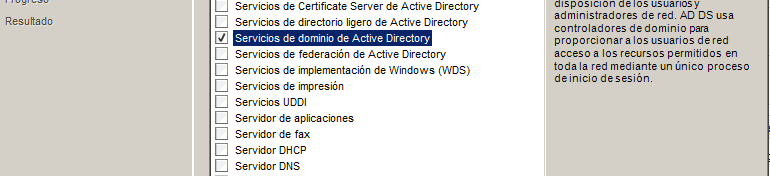 Progreso
Resultado
Servicios de Certificate Server de Active Directory
Servicios de directorio ligero de Active Directory
Servicios de dominio de Active Directory
Servicios de federación de Active Directory
Servicios de implementación de Windows (WDS)
Servicios de impresión
Servicios UDDI
Servidor de aplicaciones
Servidor de fax
Servidor DHCP
Servidor DNS
disposición de los usuarios y
administradores de red. AD DS usa
controladores de dominio para
proporcionar a los usuarios de red
acceso a los recursos permitidos en
toda la red mediante un único proceso
de inicio de sesión.